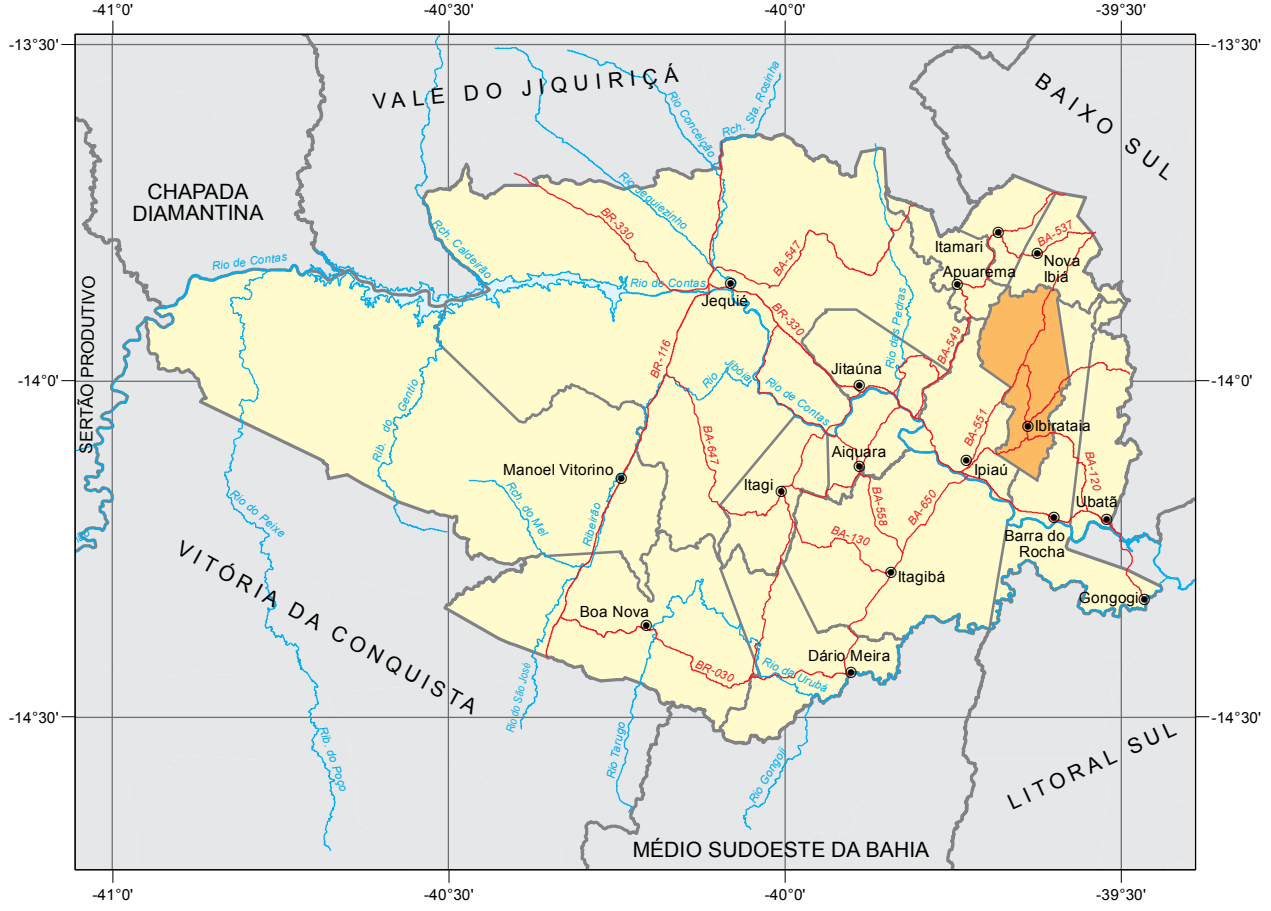 -41°0'
-40°30'
-40°0'
-39°30'
-13°30'
-13°30'
VALE DO JIQUIRIÇÁ
BAIXO SUL
Rio Conceição
Rch. Sta. Rosinha
CHAPADA
DIAMANTINA
Rio Jequiezinho
BR-330
Rch. Caldeirão
BA-547
Itamari
BA-537
Nova
Ibiá
Apuarema
Rio de Contas
Rio de Contas
Jequié
SERTÃO PRODUTIVO
BR-330
Rio das Pedras
BA-549
BR-116
Rio Jibóia
Jitaúna
-14°0'
-14°0'
Rib. do Gentio
Rio de Contas
BA-551
Ibirataia
BA-647
Aiquara
Ipiaú
Manoel Vitorino
Itagi
BA-120
Rch. do Mel
Ribeirão
BA-558
BA-650
Ubatã
Rio do Peixe
BA-130
Barra do
Rocha
Itagibá
VITÓRIA DA CONQUISTA
Gongogi
Boa Nova
Dário Meira
BR-030
Rio da Urubá
Rio do São José
-14°30'
-14°30'
Rib. do Poço
Rio Tarugo
Rio Gongoji
LITORAL SUL
MÉDIO SUDOESTE DA BAHIA
-41°0'
-40°30'
-40°0'
-39°30'